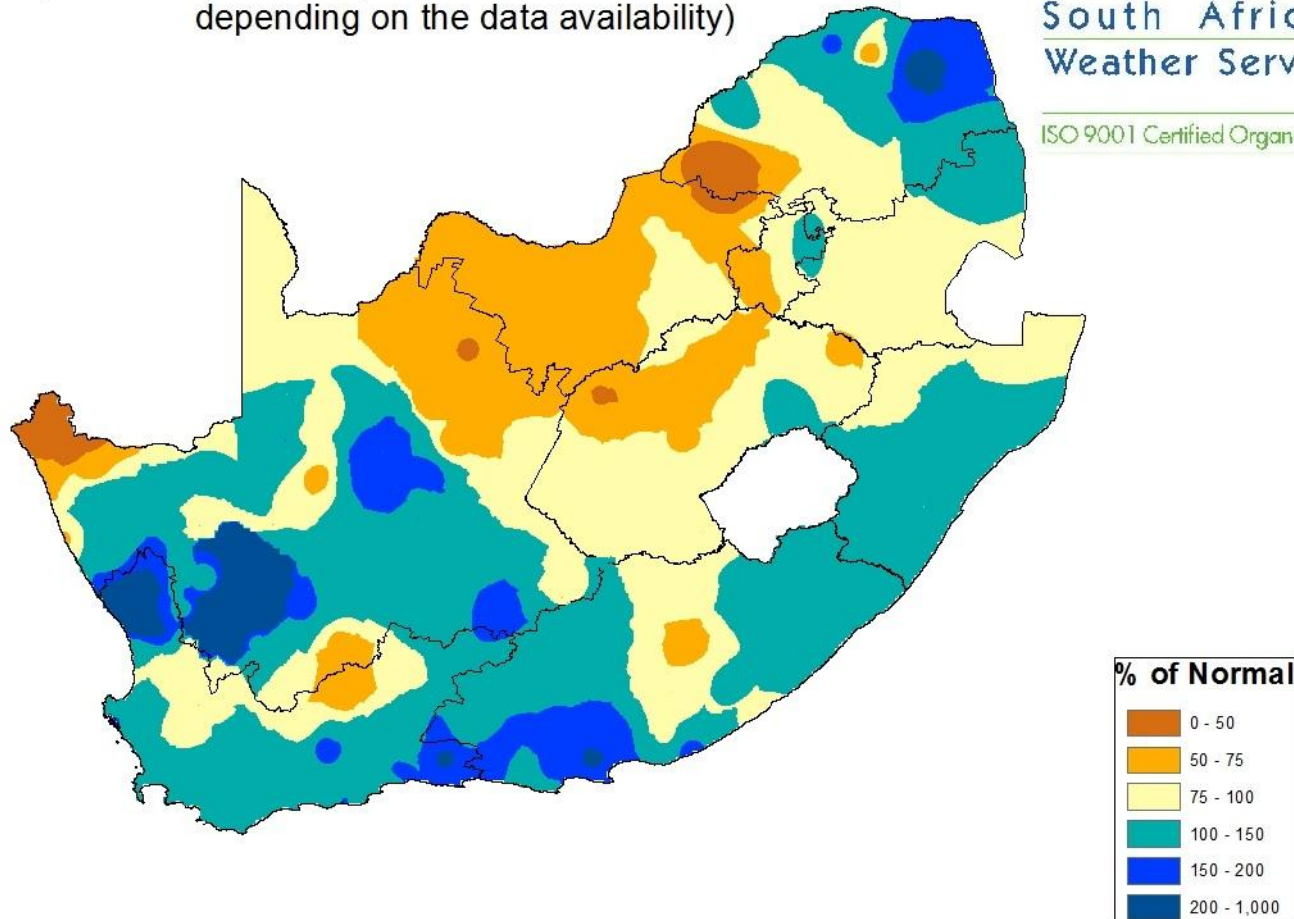 depending on the data availability)
South Afric
Weather Serv
ISO 9001 Certified Organ
% of Normal
0 - 50
50 - 75
75 - 100
100 - 150
150 - 200
200 - 1,000